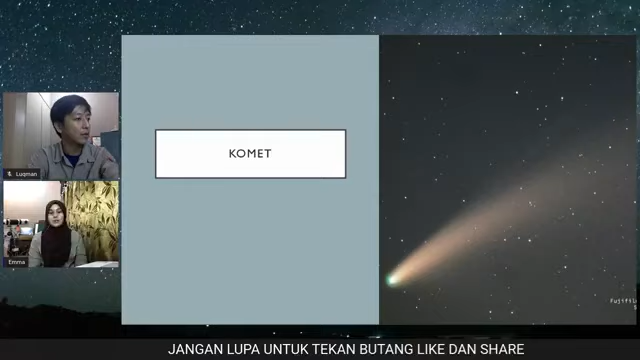 KOMET
Luqman
Emma
JANGAN LUPA UNTUK TEKAN BUTANG LIKE DAN SHARE